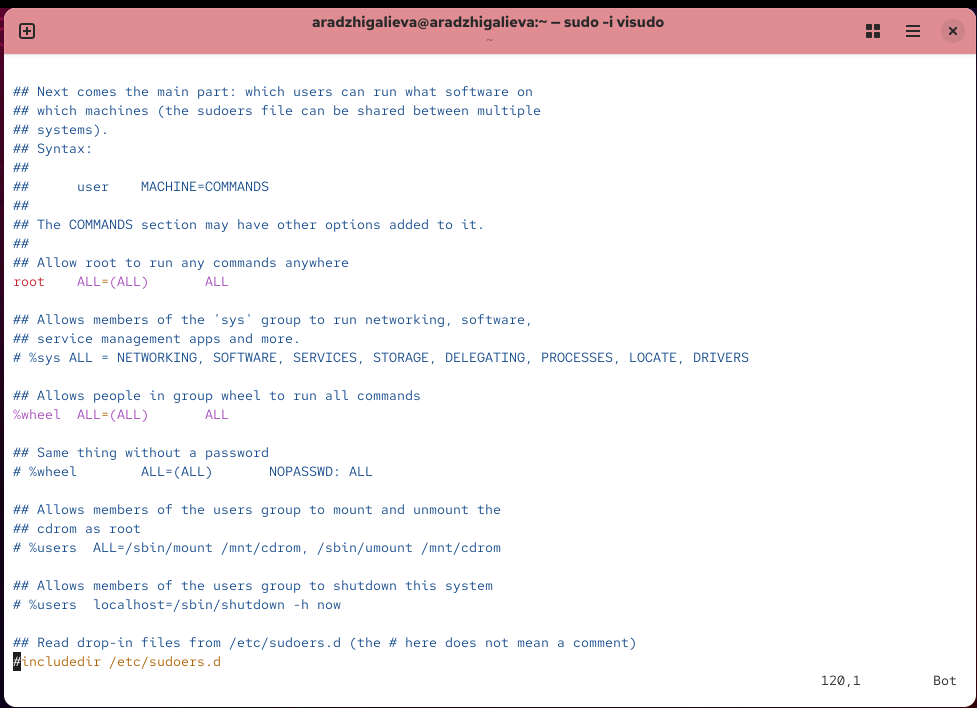 aradzhigalieva@aradzhigalieva:~ — sudo -i visudo
~
## Next comes the main part: which users can run what software on
## which machines (the sudoers file can be shared between multiple
## systems).
## Syntax:
##
##      user    MACHINE=COMMANDS
##
## The COMMANDS section may have other options added to it.
##
## Allow root to run any commands anywhere
root    ALL=(ALL)       ALL
## Allows members of the 'sys' group to run networking, software,
## service management apps and more.
# %sys ALL = NETWORKING, SOFTWARE, SERVICES, STORAGE, DELEGATING, PROCESSES, LOCATE, DRIVERS
## Allows people in group wheel to run all commands
%wheel  ALL=(ALL)       ALL
## Same thing without a password
# %wheel        ALL=(ALL)       NOPASSWD: ALL
## Allows members of the users group to mount and unmount the
## cdrom as root
# %users  ALL=/sbin/mount /mnt/cdrom, /sbin/umount /mnt/cdrom
## Allows members of the users group to shutdown this system
# %users  localhost=/sbin/shutdown -h now
## Read drop-in files from /etc/sudoers.d (the # here does not mean a comment)
#includedir /etc/sudoers.d
120,1         Bot